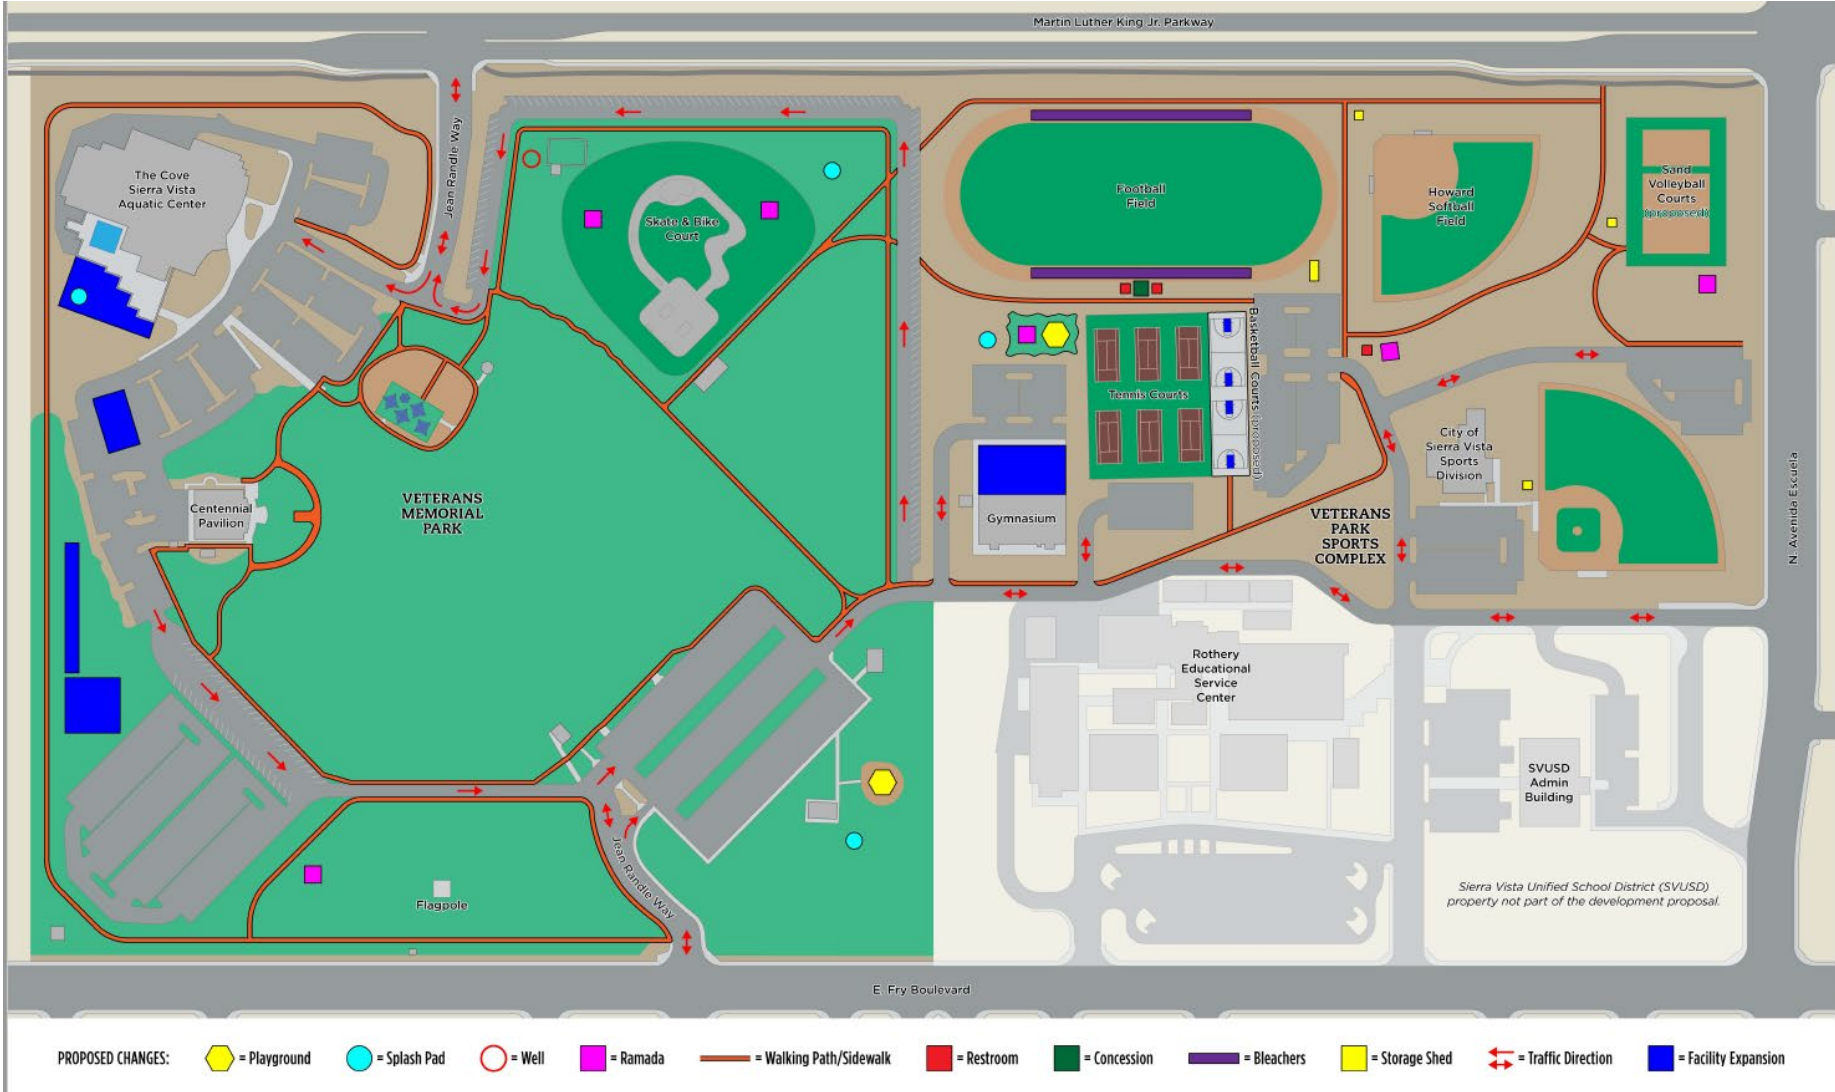 Martin Luther King Jr. Parkway
Jean Randle Way
The Cove
Sierra Vista
Aquatic Center
Skate & Bike
Court
Football
Field
Howard
Softball
Field
Sand
Volleyball
Courts
(proposed)
Basketball Courts (proposed)
Tennis Courts
City of
Sierra Vista
Sports
Division
N. Avenida Escuela
VETERANS
MEMORIAL
PARK
Centennial
Pavilion
Gymnasium
VETERANS
PARK
SPORTS
COMPLEX
Rothery
Educational
Service
Center
SVUSD
Admin
Building
Jean Randle Way
Flagpole
Sierra Vista Unified School District (SVUSD)
property not part of the development proposal.
E. Fry Boulevard
PROPOSED CHANGES: = Playground = Splash Pad = Well = Ramada = Walking Path/Sidewalk = Restroom = Concession = Bleachers = Storage Shed = Traffic Direction = Facility Expansion